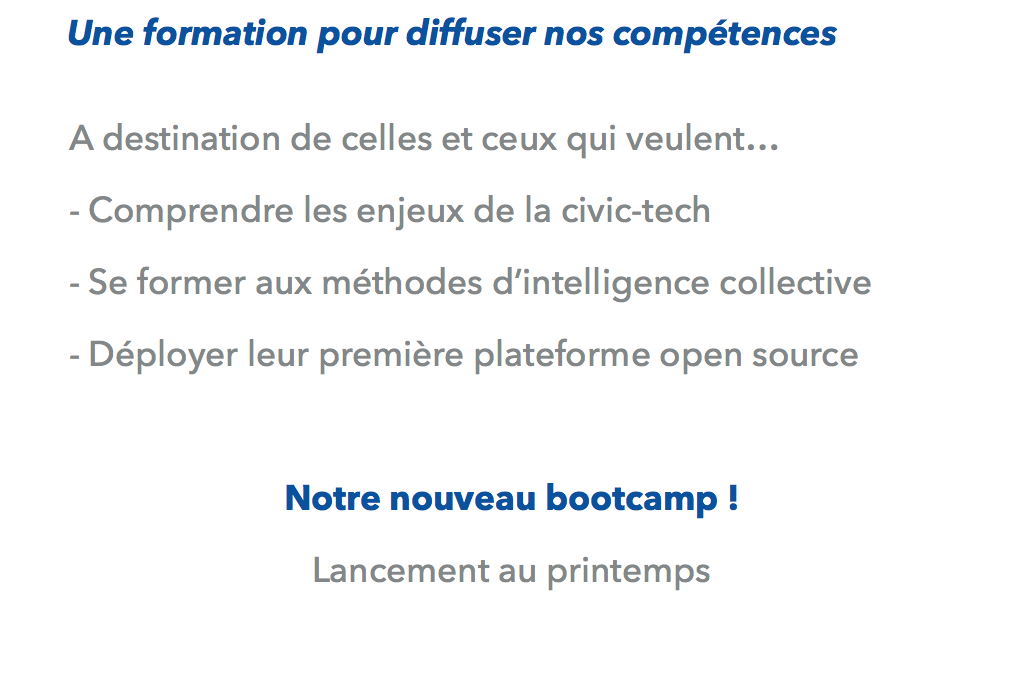 Une formation pour diffuser nos compétences
A destination de celles et ceux qui veulent…
- Comprendre les enjeux de la civic-tech
- Se former aux méthodes d’intelligence collective
- Déployer leur première plateforme open source
Notre nouveau bootcamp !
Lancement au printemps